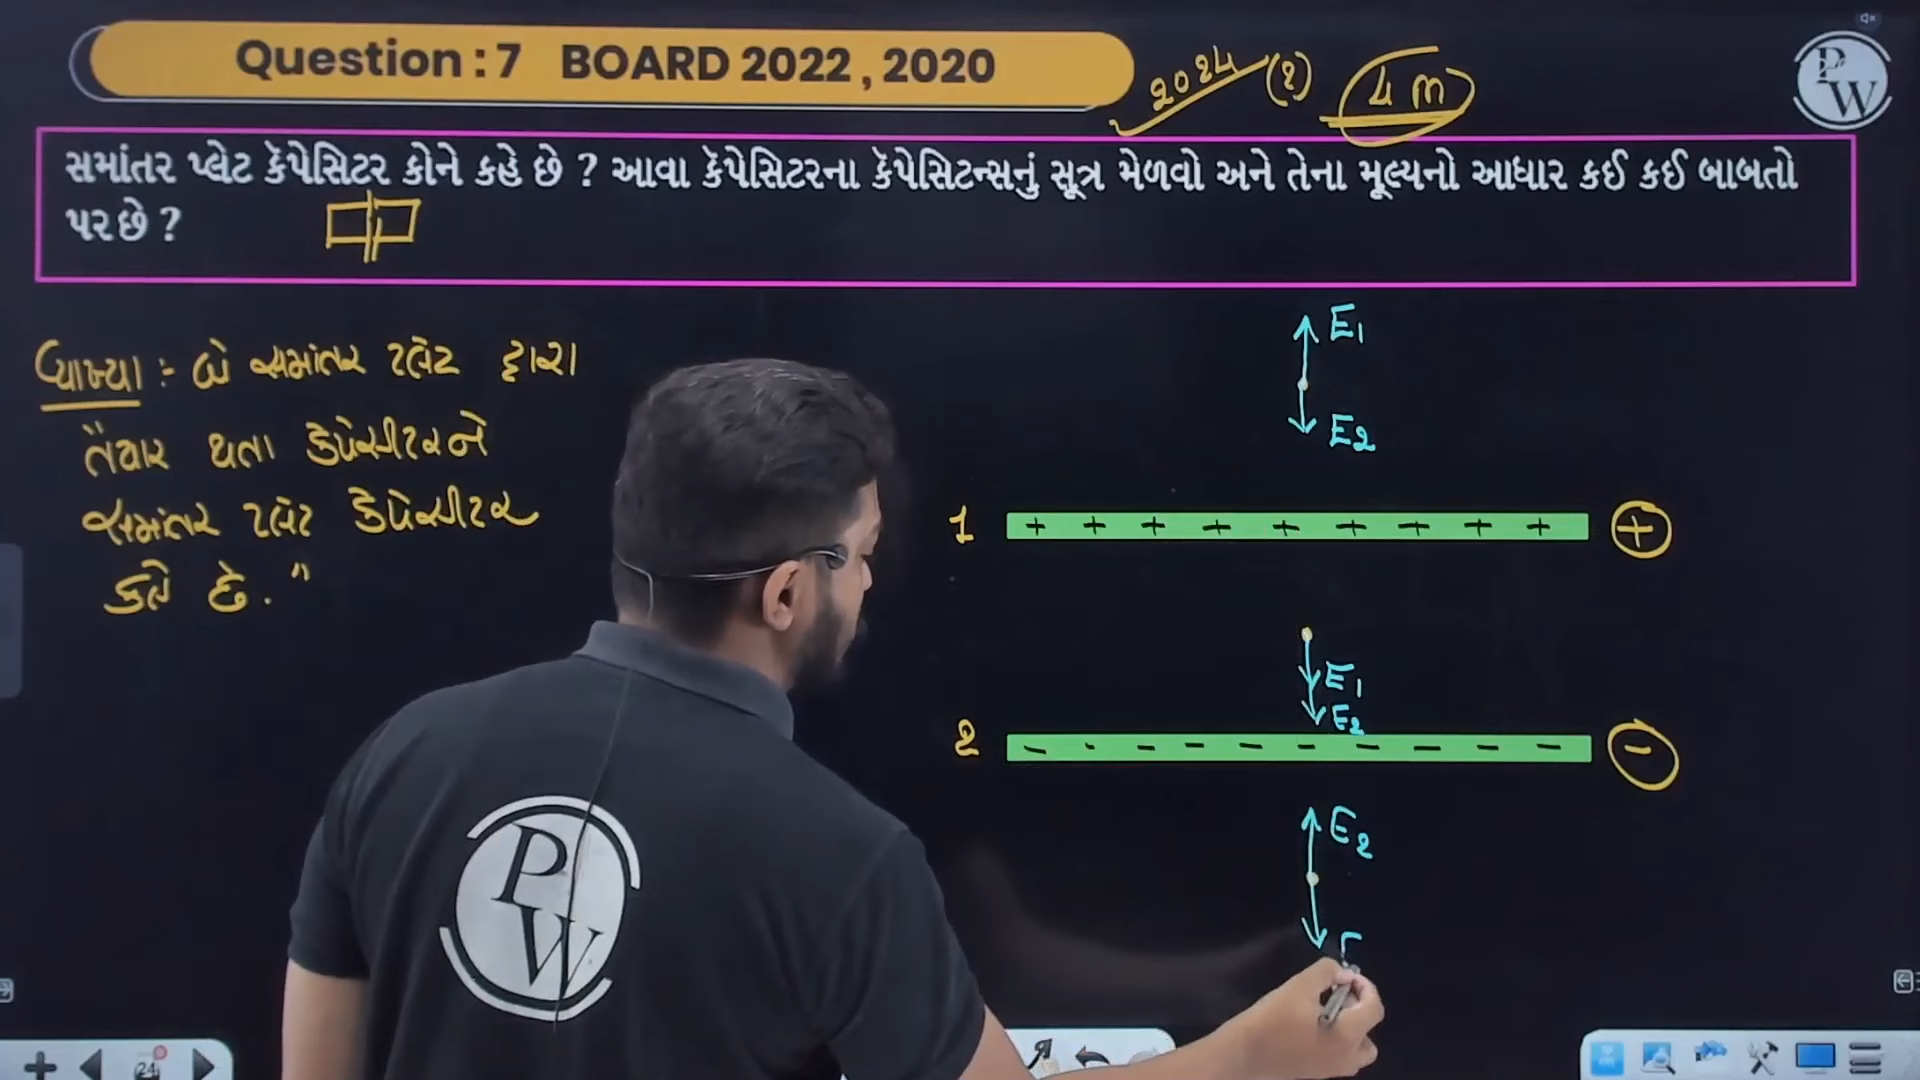 Question : 7 BOARD 2022 , 2020
2024 (2) 4 m
P
W
સમાંતર પ્લેટ કૅપેસિટર કોને કહે છે ? આવા કૅપેસિટરના કૅપેસિટન્સનું સૂત્ર મેળવો અને તેના મૂલ્યનો આધાર કઈ કઈ બાબતો
પર છે ?
વ્યાખ્યા :- બે સમાંતર પ્લેટ દ્વારા
તૈયાર થતા કેપેસીટરને
સમાંતર પ્લેટ કેપેસીટર
કહે છે. "
E1
E2
1 + + + + + + + + + +
E1
E2
2 - - - - - - - - - -
E2
P
W
24